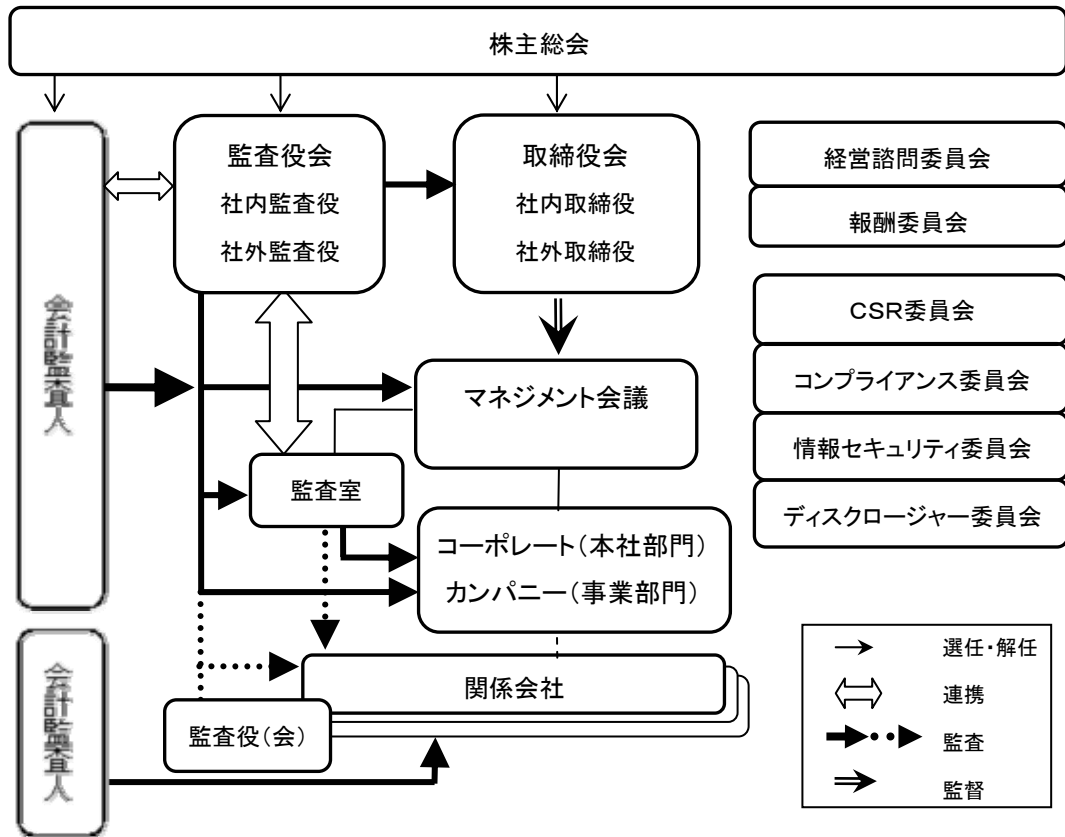 株主総会
会計監査人
監査役会
社内監査役
社外監査役
取締役会
社内取締役
社外取締役
経営諮問委員会
報酬委員会
CSR委員会
コンプライアンス委員会
情報セキュリティ委員会
ディスクロージャー委員会
マネジメント会議
監査室
コーポレート（本社部門）
カンパニー（事業部門）
関係会社
監査役（会）
会計監査人
選任・解任
連携
監査
監督